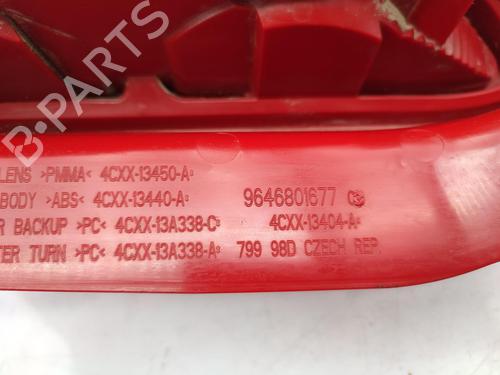 B-PARTS
LENS >PMMA< 4CXX-13450-A
BODY >ABS< 4CXX-13440-A 9646801677
R BACKUP >PC< 4CXX-13A338-C 4CXX-13404-A
TER TURN >PC< 4CXX-13A338-A 799 98D CZECH REP